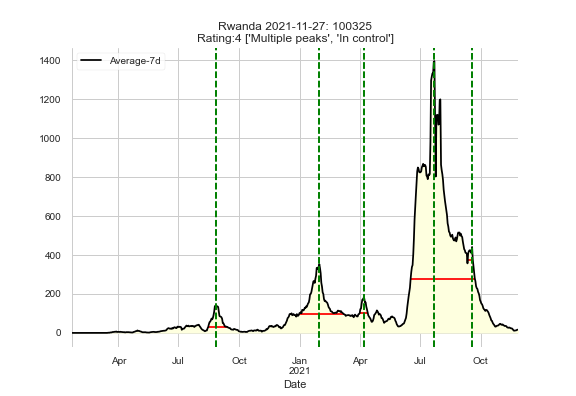 Rwanda 2021-11-27: 100325
Rating:4 ['Multiple peaks', 'In control']
Average-7d
1400
1200
1000
800
600
400
200
0
Apr Jul Oct Jan Apr Jul Oct
2021
Date